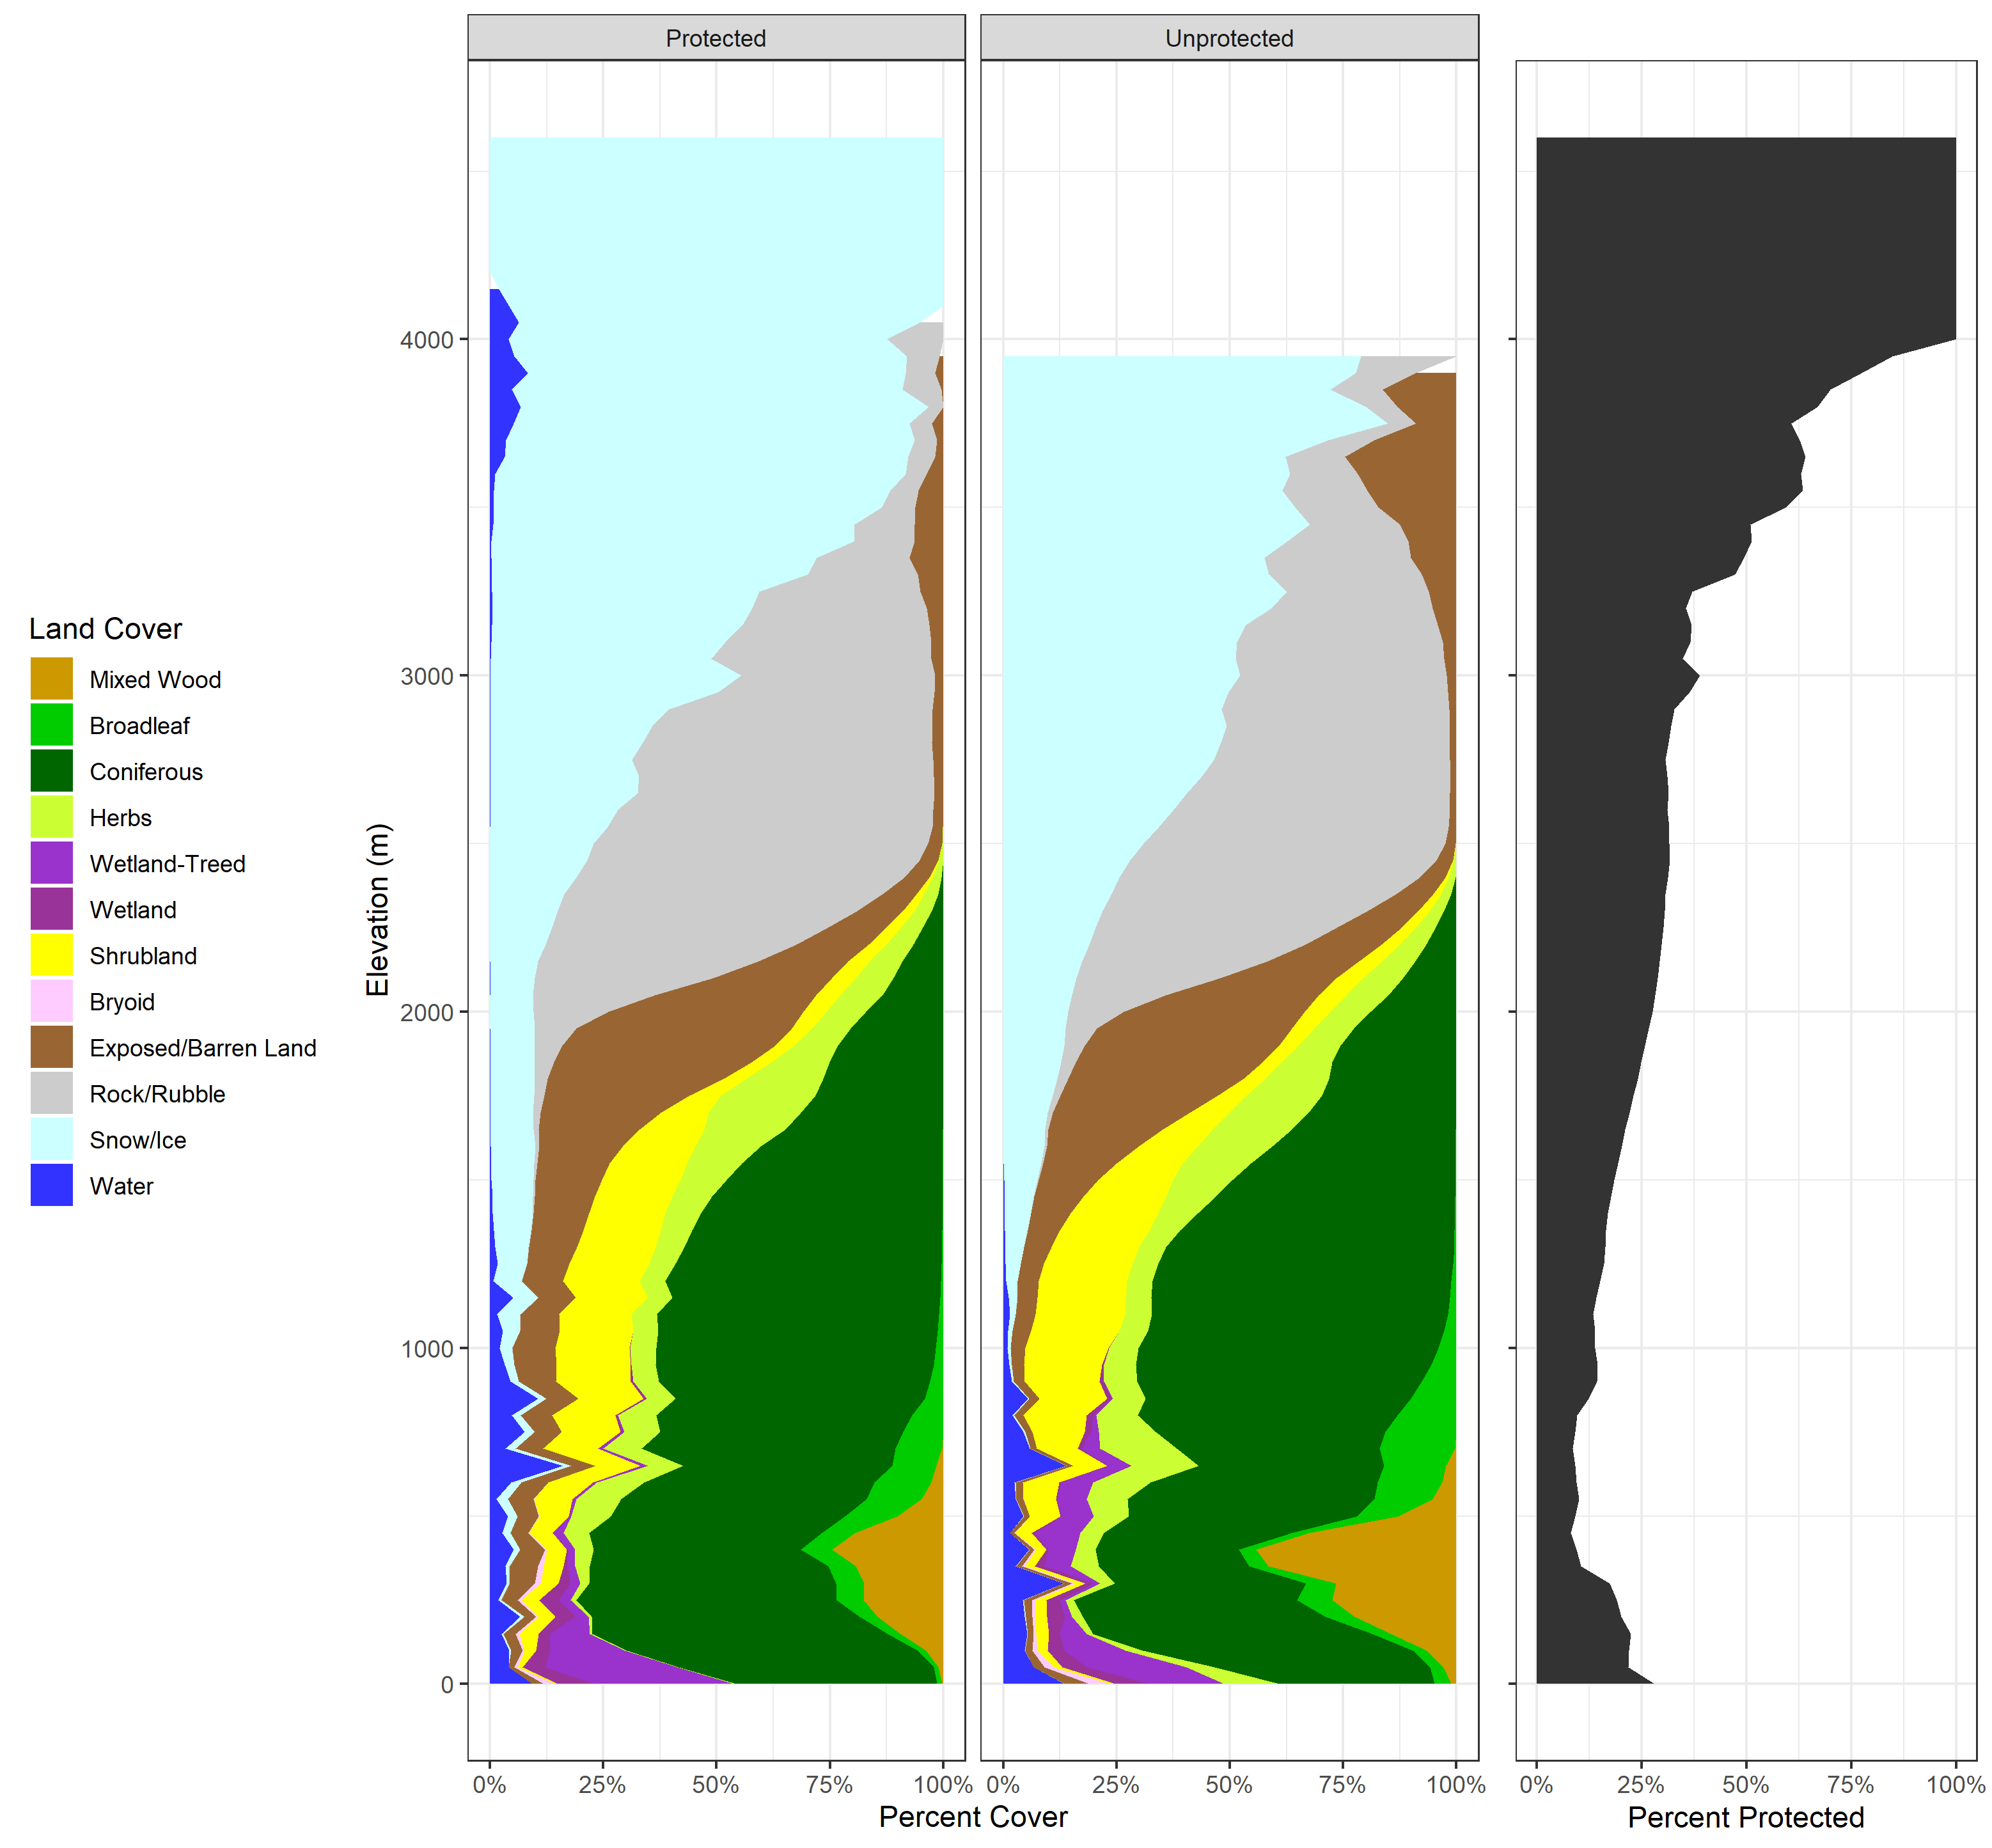 Protected
Unprotected
Land Cover
Mixed Wood
Broadleaf
Coniferous
Herbs
Wetland-Treed
Wetland
Shrubland
Bryoid
Exposed/Barren Land
Rock/Rubble
Snow/Ice
Water
Elevation (m)
4000
3000
2000
1000
0
0% 25% 50% 75% 100%
0% 25% 50% 75% 100%
0% 25% 50% 75% 100%
Percent Cover
Percent Protected